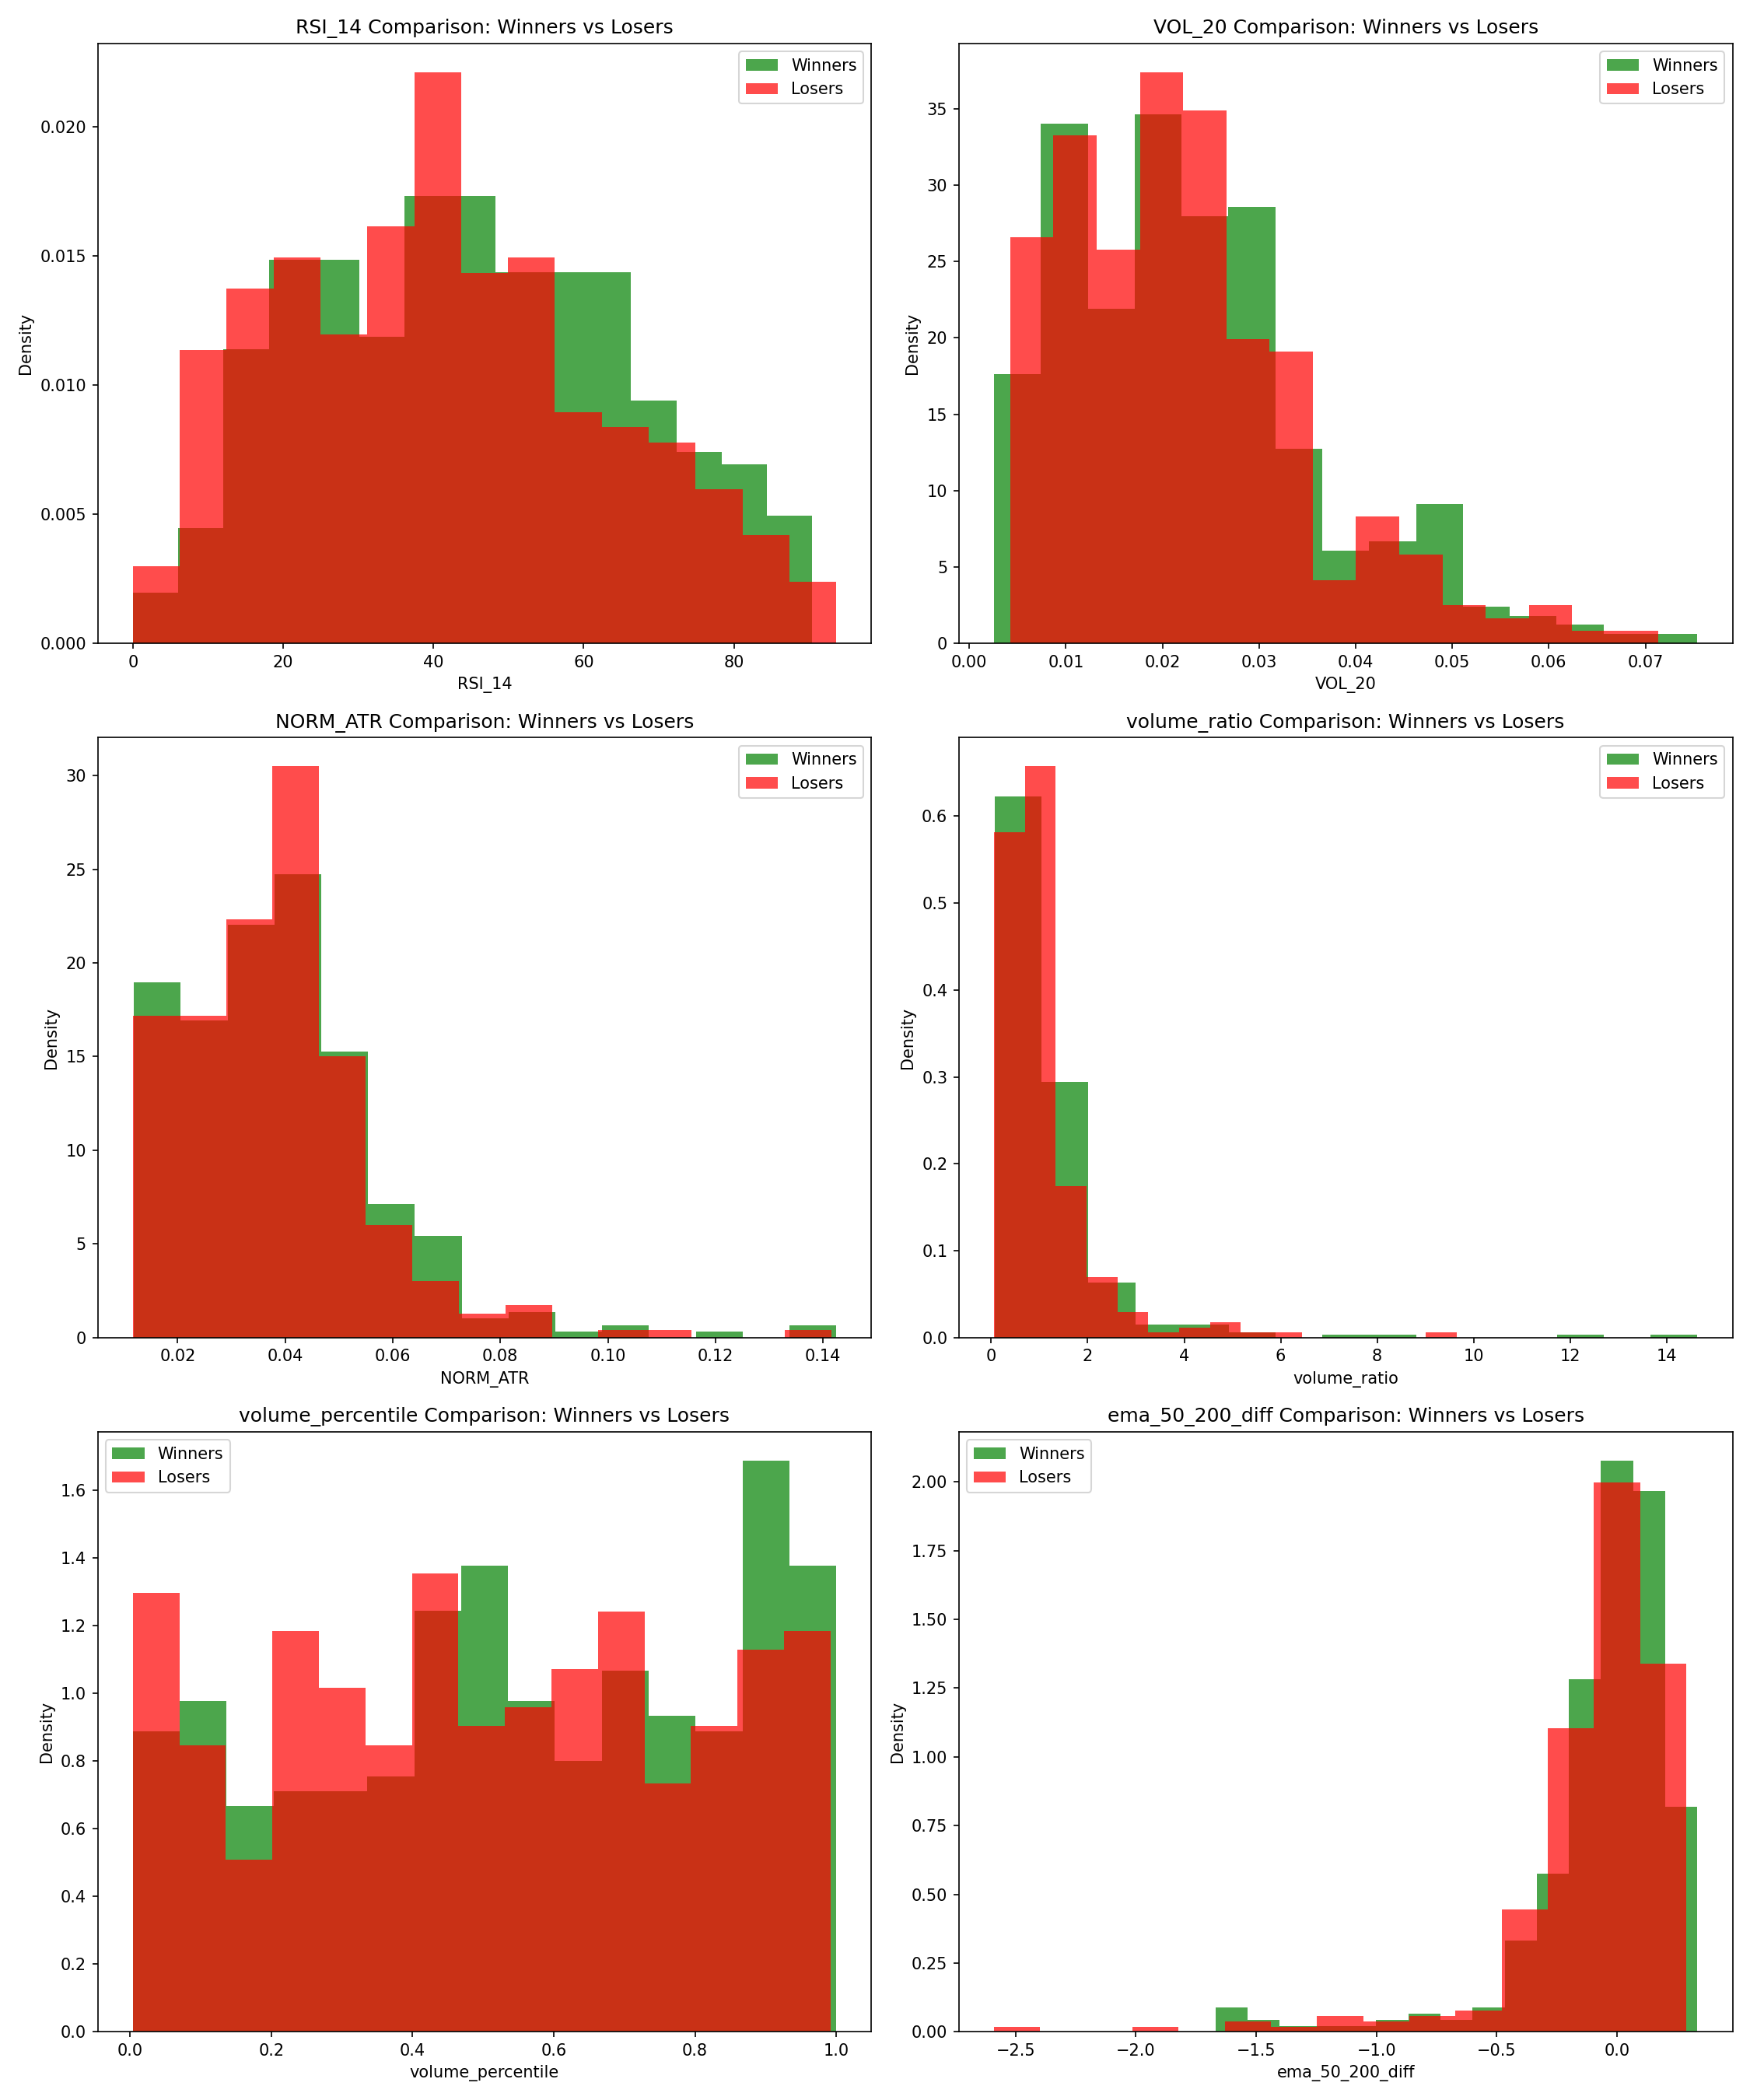 RSI_14 Comparison: Winners vs Losers
Winners
Losers
Density
0.020
0.015
0.010
0.005
0.000
0 20 40 60 80
RSI_14
VOL_20 Comparison: Winners vs Losers
Winners
Losers
Density
35
30
25
20
15
10
5
0
0.00 0.01 0.02 0.03 0.04 0.05 0.06 0.07
VOL_20
NORM_ATR Comparison: Winners vs Losers
Winners
Losers
Density
30
25
20
15
10
5
0
0.02 0.04 0.06 0.08 0.10 0.12 0.14
NORM_ATR
volume_ratio Comparison: Winners vs Losers
Winners
Losers
Density
0.6
0.5
0.4
0.3
0.2
0.1
0.0
0 2 4 6 8 10 12 14
volume_ratio
volume_percentile Comparison: Winners vs Losers
Winners
Losers
Density
1.6
1.4
1.2
1.0
0.8
0.6
0.4
0.2
0.0
0.0 0.2 0.4 0.6 0.8 1.0
volume_percentile
ema_50_200_diff Comparison: Winners vs Losers
Winners
Losers
Density
2.00
1.75
1.50
1.25
1.00
0.75
0.50
0.25
0.00
−2.5 −2.0 −1.5 −1.0 −0.5 0.0
ema_50_200_diff